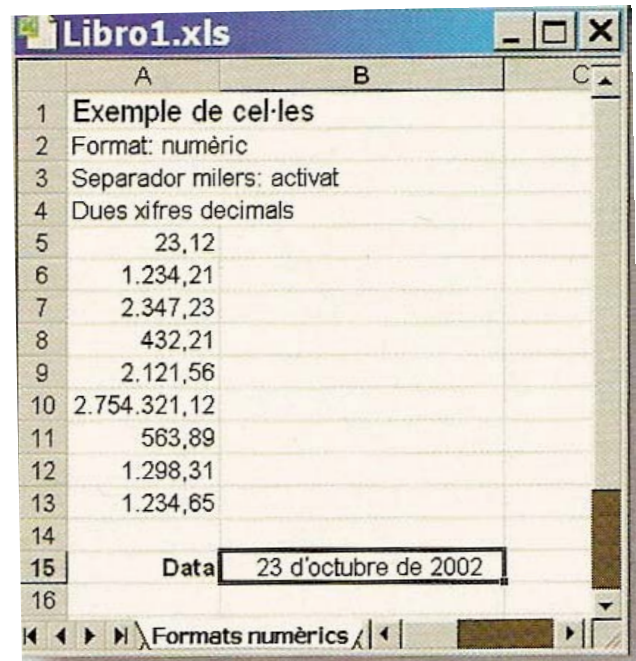 Libro1.xls
A B C
1 Exemple de cel·les
2 Format: numèric
3 Separador milers: activat
4 Dues xifres decimals
5 23,12
6 1.234,21
7 2.347,23
8 432,21
9 2.121,56
10 2.754.321,12
11 563,89
12 1.298,31
13 1.234,65
14
15 Data 23 d'octubre de 2002
16
Formats numèrics